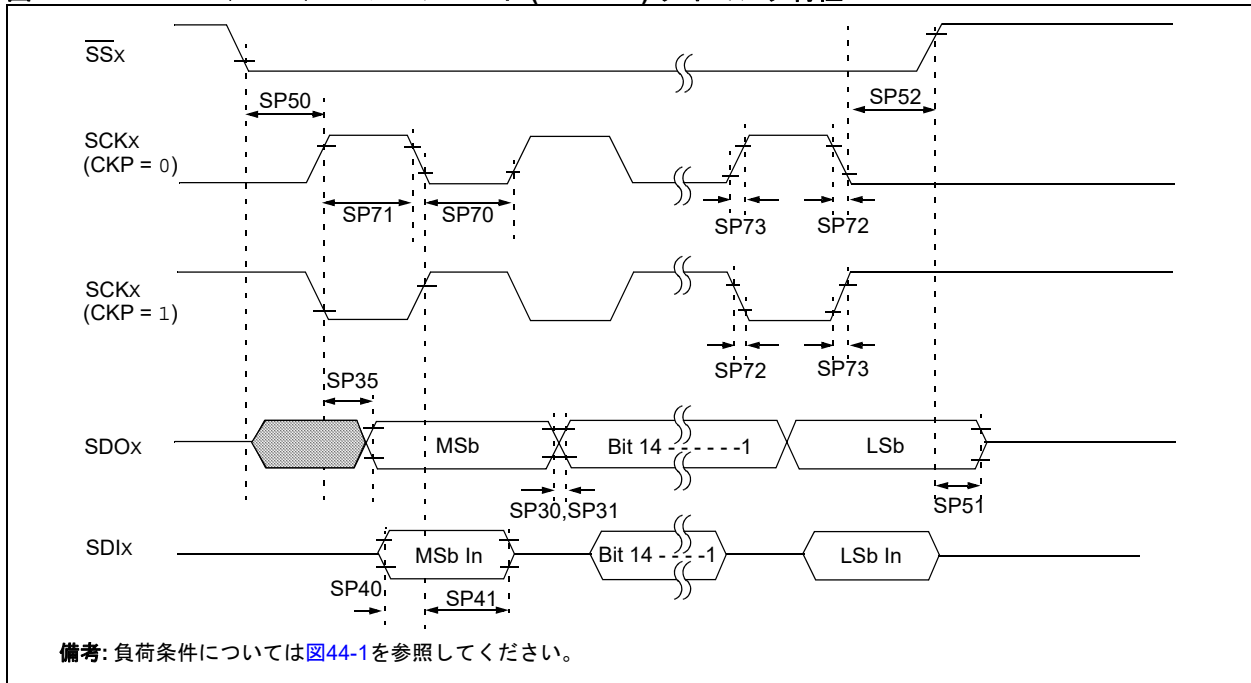 SSx
SP50
SP52
SCKx
(CKP = 0)
SP71
SP70
SP73
SP72
SCKx
(CKP = 1)
SP72
SP73
SP35
SDOx
MSb
Bit 14 - - - - - -1
LSb
SP30,SP31
SP51
SDIx
MSb In
Bit 14 - - - -1
LSb In
SP40
SP41
備考: 負荷条件については図44-1を参照してください。